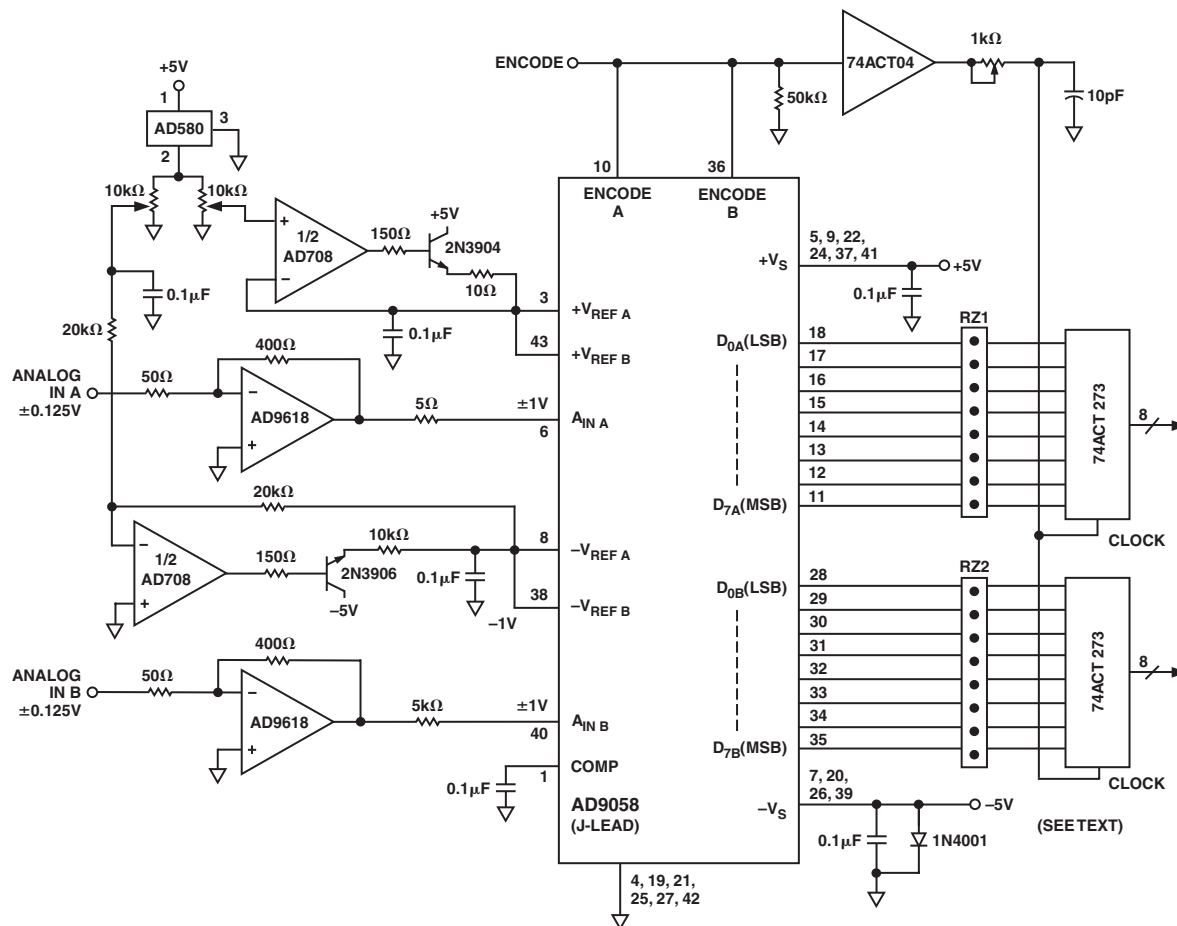 +5V
1
AD580
3
2
10kΩ
10kΩ
0.1µF
20kΩ
+
1/2
AD708
–
150Ω
+5V
2N3904
10Ω
0.1µF
ENCODE
50kΩ
74ACT04
1kΩ
10pF
10
36
ENCODE
A
ENCODE
B
5, 9, 22,
24, 37, 41
+VS
+5V
0.1µF
3
+VREF A
43
+VREF B
ANALOG
IN A
±0.125V
50Ω
400Ω
–
AD9618
+
5Ω
±1V
AIN A
6
RZ1
D0A(LSB)
18
17
16
15
14
13
12
11
D7A(MSB)
74ACT 273
8
CLOCK
20kΩ
–
1/2
AD708
+
150Ω
10kΩ
2N3906
–5V
0.1µF
8
–VREF A
38
–VREF B
–1V
RZ2
D0B(LSB)
28
29
30
31
32
33
34
35
D7B(MSB)
74ACT 273
8
CLOCK
ANALOG
IN B
±0.125V
50Ω
400Ω
–
AD9618
+
5kΩ
±1V
AIN B
40
COMP
1
0.1µF
AD9058
(J-LEAD)
7, 20,
26, 39
–VS
–5V
0.1µF
1N4001
(SEE TEXT)
4, 19, 21,
25, 27, 42